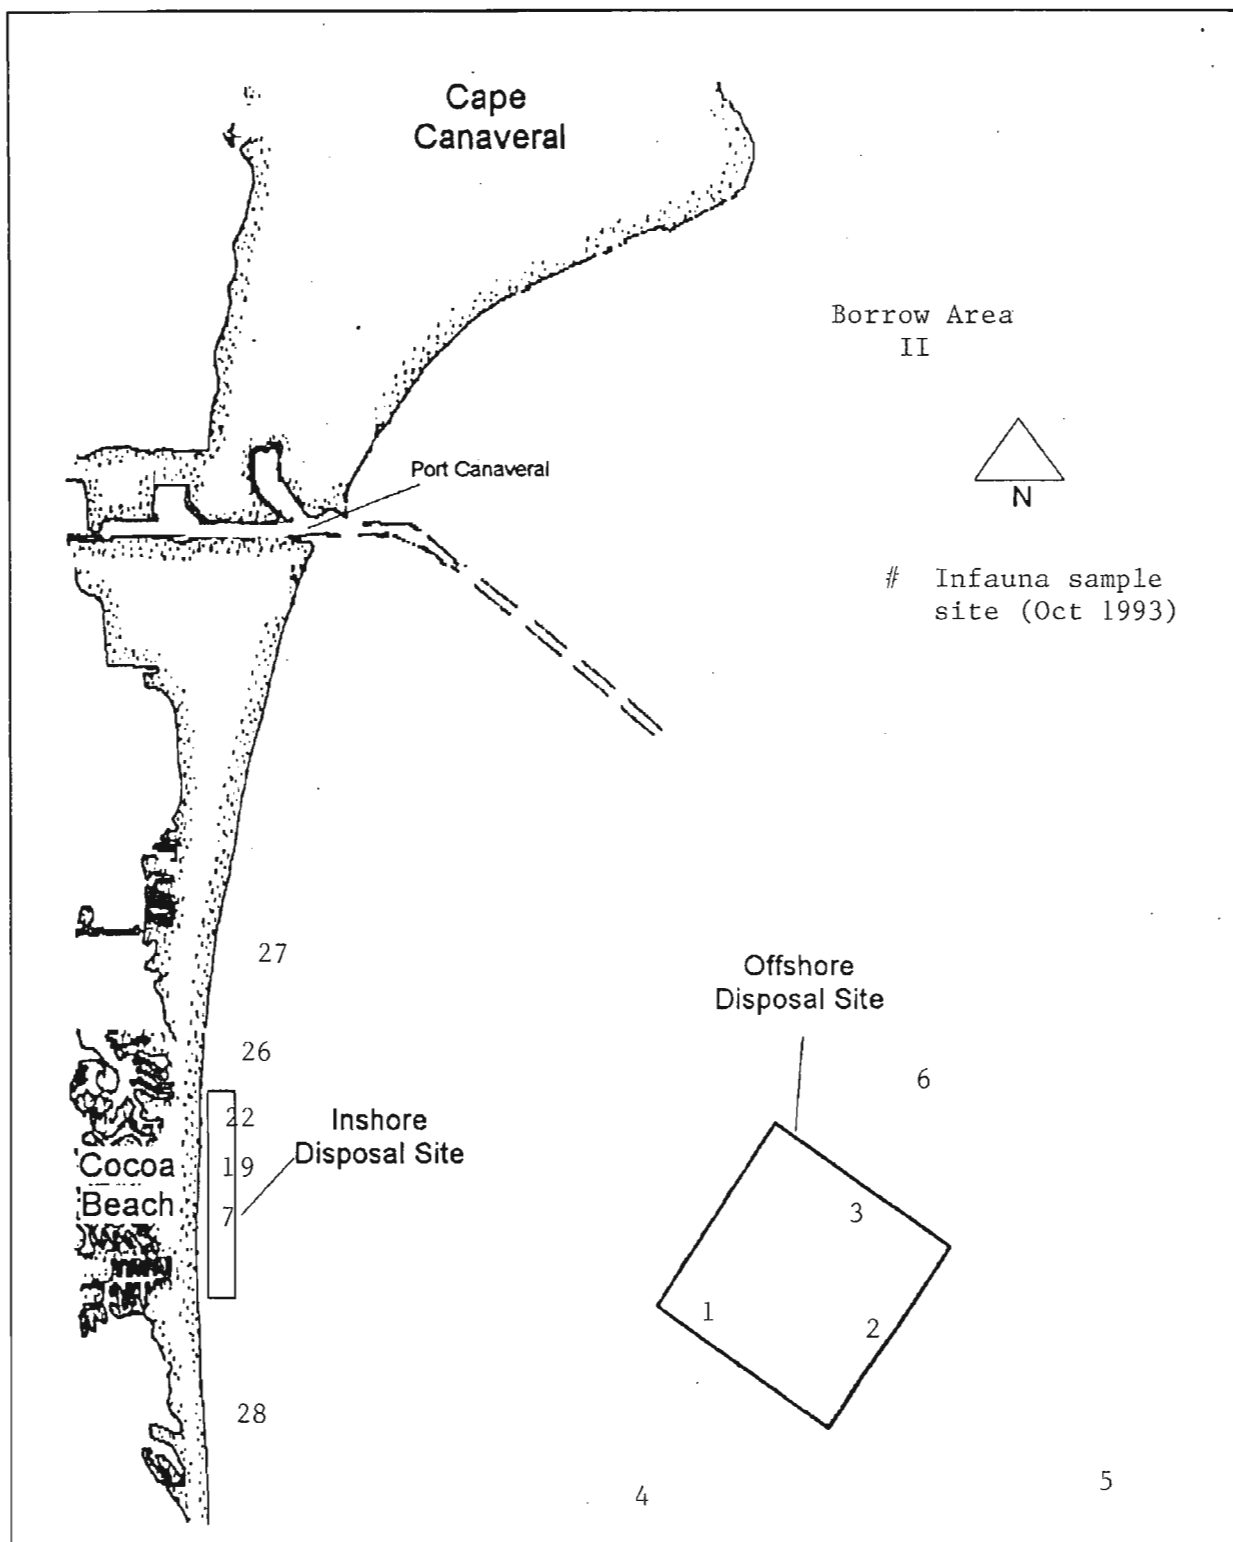 Cape
Canaveral
Borrow Area
II
Port Canaveral
N
# Infauna sample
site (Oct 1993)
27
Offshore
Disposal Site
26
6
22
Inshore
Disposal Site
Cocoa
Beach
19
7
3
1
2
28
4
5